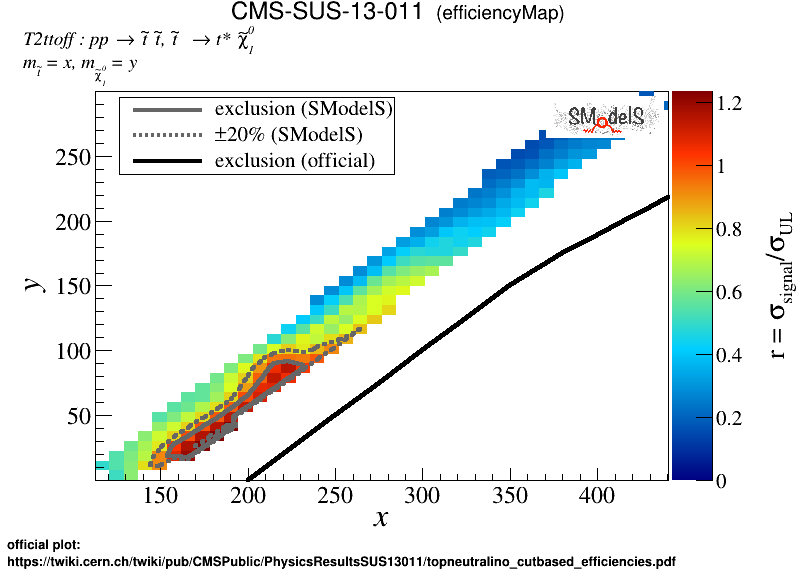 CMS-SUS-13-011 (efficiencyMap)
T2ttoff : pp → t̃ t̃, t̃ → t* χ̃₁⁰
m_t̃ = x, m_χ̃₁⁰ = y
exclusion (SModelS)
±20% (SModelS)
exclusion (official)
SModelS
250
200
150
100
50
y
150 200 250 300 350 400
x
1.2
1
0.8
0.6
0.4
0.2
0
r = σ_signal/σ_UL
official plot:
https://twiki.cern.ch/twiki/pub/CMSPublic/PhysicsResultsSUS13011/topneutralino_cutbased_efficiencies.pdf